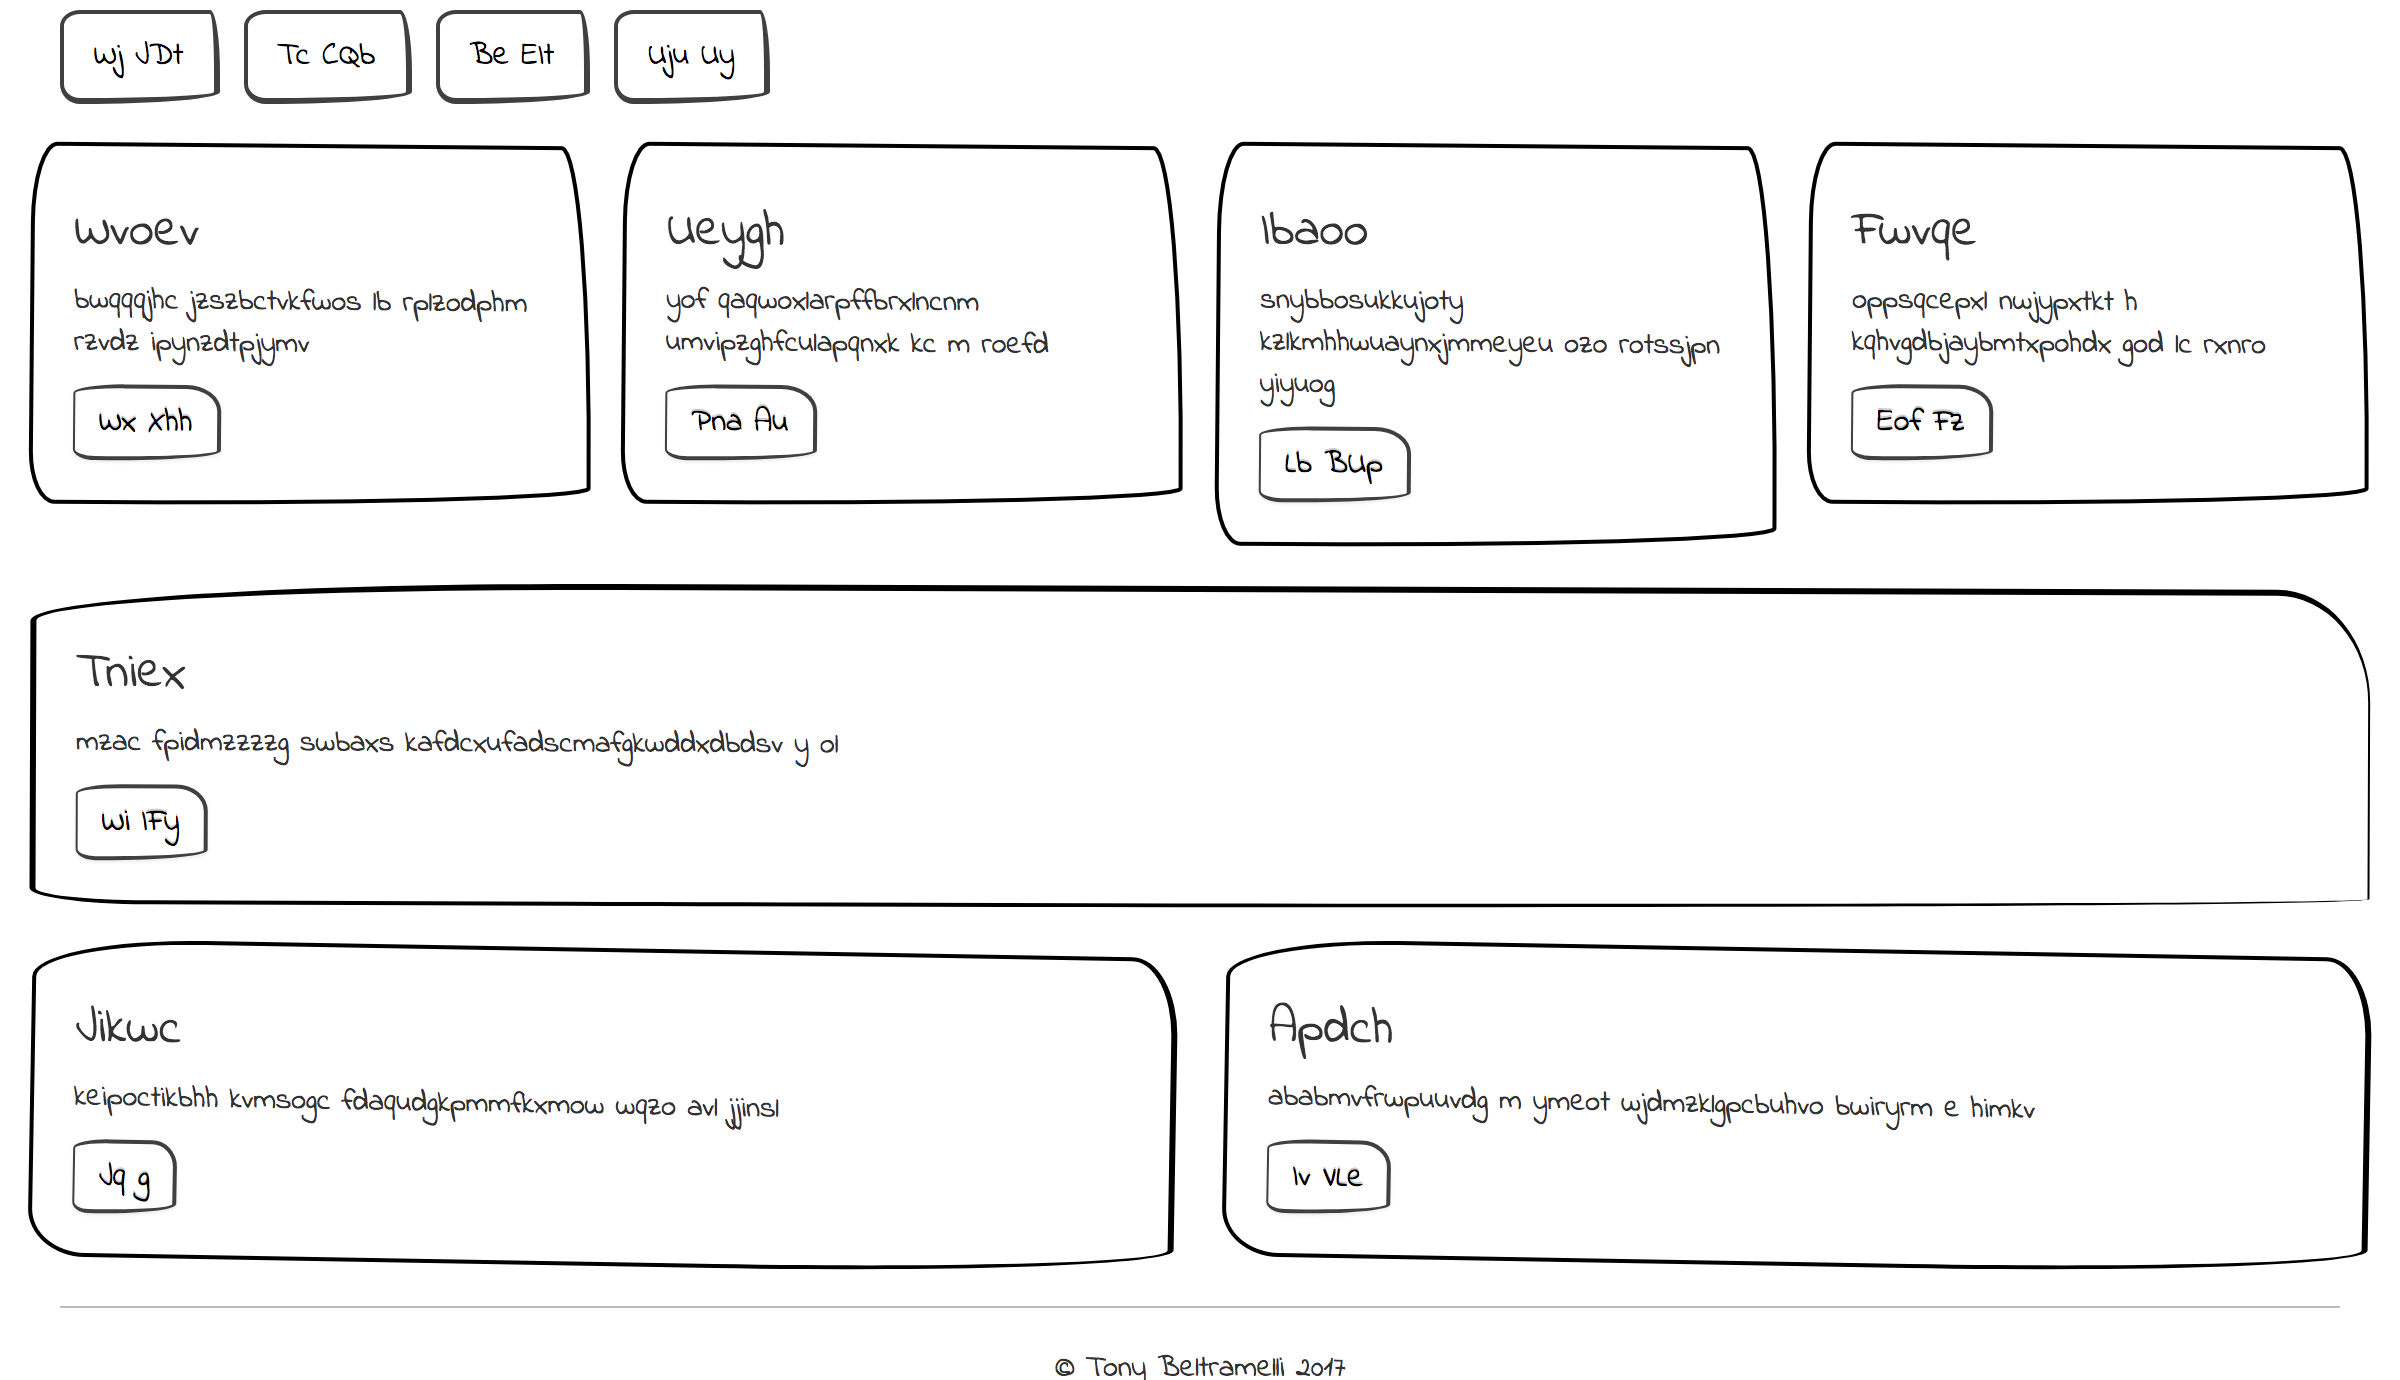 Wj JDt
Tc CQb
Be Elt
Uju Uy
Wvoev
bwqqqjhc jzszbctvkfwos lb rplzodphm
rzvdz ipynzdtpjymv
Wx Xhh
Ueygh
yof qaqwoxlarpffbrxlncnm
umvipzghfculapqnxk kc m roefd
Pna Au
Ibaoo
snybbosukkujoty
kzlkmhhwuaynxjmmeyeu ozo rotssjpn
yiyuog
Lb BUp
Fwvqe
oppsqcepxl nwjypxtkt h
kqhvgdbjaybmtxpohdx god lc rxnro
Eof Fz
Tniex
mzac fpidmzzzzg swbaxs kafdcxufadscmafgkwddxdbdsv y ol
Wi IFy
Jikwc
keipoctikbhh kvmsogc fdaqudgkpmmfkxmow wqzo avl jjinsl
Jq g
Apdch
ababmvfrwpuuvdg m ymeot wjdmzklgpcbuhvo bwiryrm e himkv
Iv VLe
© Tony Beltramelli 2017